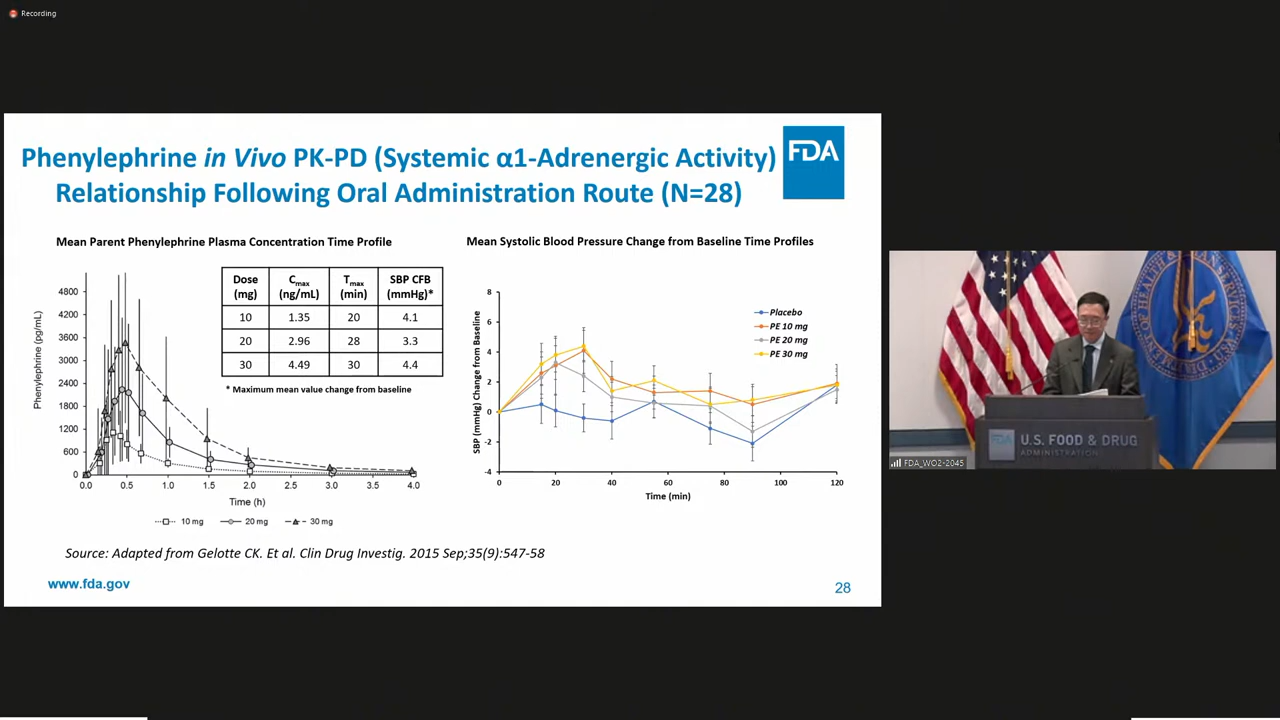 Recording
Phenylephrine in Vivo PK-PD (Systemic α1-Adrenergic Activity)
Relationship Following Oral Administration Route (N=28)
FDA
Mean Parent Phenylephrine Plasma Concentration Time Profile
Phenylephrine (pg/mL)
4800
4200
3600
3000
2400
1800
1200
600
0
0.0 0.5 1.0 1.5 2.0 2.5 3.0 3.5 4.0
Time (h)
10 mg 20 mg 30 mg
Dose (mg) Cmax (ng/mL) Tmax (min) SBP CFB (mmHg)*
10 1.35 20 4.1
20 2.96 28 3.3
30 4.49 30 4.4
* Maximum mean value change from baseline
Mean Systolic Blood Pressure Change from Baseline Time Profiles
SBP (mmHg) Change from Baseline
8
6
4
2
0
-2
-4
0 20 40 60 80 100 120
Time (min)
Placebo
PE 10 mg
PE 20 mg
PE 30 mg
Source: Adapted from Gelotte CK. Et al. Clin Drug Investig. 2015 Sep;35(9):547-58
www.fda.gov
28
FDA
U.S. FOOD & DRUG
ADMINISTRATION
FDA_WO2-2045